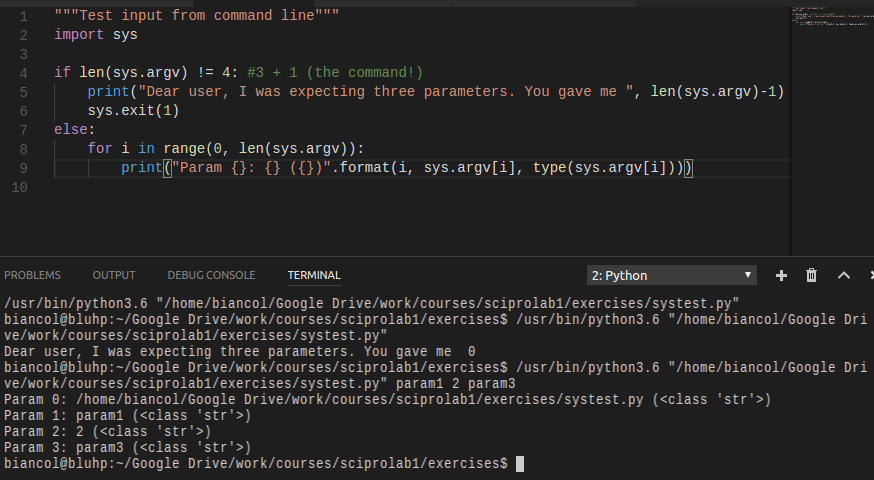 1 """Test input from command line"""
2 import sys
3
4 if len(sys.argv) != 4: #3 + 1 (the command!)
5 print("Dear user, I was expecting three parameters. You gave me ", len(sys.argv)-1)
6 sys.exit(1)
7 else:
8 for i in range(0, len(sys.argv)):
9 print("Param {}: {} ({})".format(i, sys.argv[i], type(sys.argv[i])))
10
PROBLEMS OUTPUT DEBUG CONSOLE TERMINAL 2: Python
/usr/bin/python3.6 "/home/biancol/Google Drive/work/courses/sciprolab1/exercises/systest.py"
biancol@bluhp:~/Google Drive/work/courses/sciprolab1/exercises$ /usr/bin/python3.6 "/home/biancol/Google Dri
ve/work/courses/sciprolab1/exercises/systest.py"
Dear user, I was expecting three parameters. You gave me  0
biancol@bluhp:~/Google Drive/work/courses/sciprolab1/exercises$ /usr/bin/python3.6 "/home/biancol/Google Dri
ve/work/courses/sciprolab1/exercises/systest.py" param1 2 param3
Param 0: /home/biancol/Google Drive/work/courses/sciprolab1/exercises/systest.py (<class 'str'>)
Param 1: param1 (<class 'str'>)
Param 2: 2 (<class 'str'>)
Param 3: param3 (<class 'str'>)
biancol@bluhp:~/Google Drive/work/courses/sciprolab1/exercises$